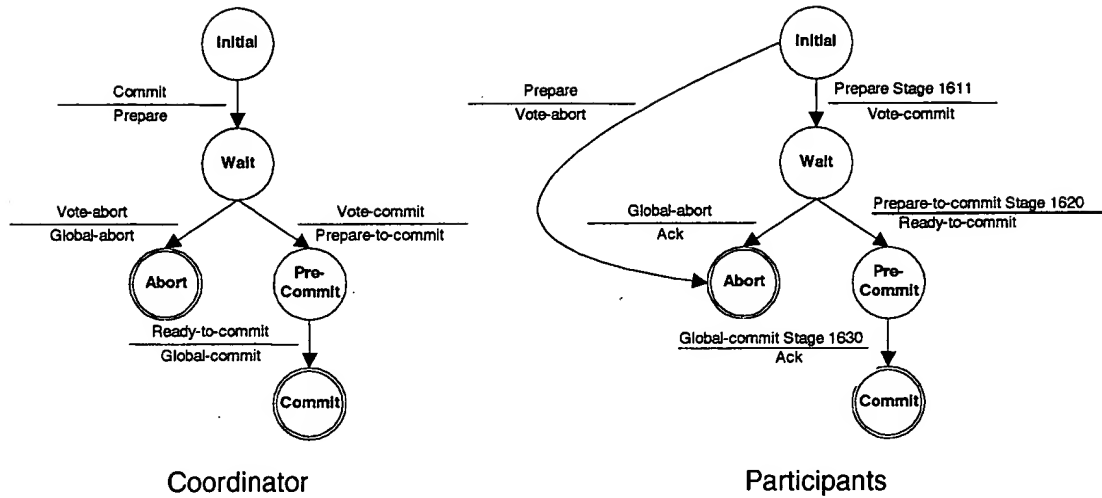 Initial
Commit
Prepare
Wait
Vote-abort
Global-abort
Vote-commit
Prepare-to-commit
Abort
Pre-
Commit
Ready-to-commit
Global-commit
Commit
Coordinator
Initial
Prepare
Vote-abort
Prepare Stage 1611
Vote-commit
Wait
Global-abort
Ack
Prepare-to-commit Stage 1620
Ready-to-commit
Abort
Pre-
Commit
Global-commit Stage 1630
Ack
Commit
Participants